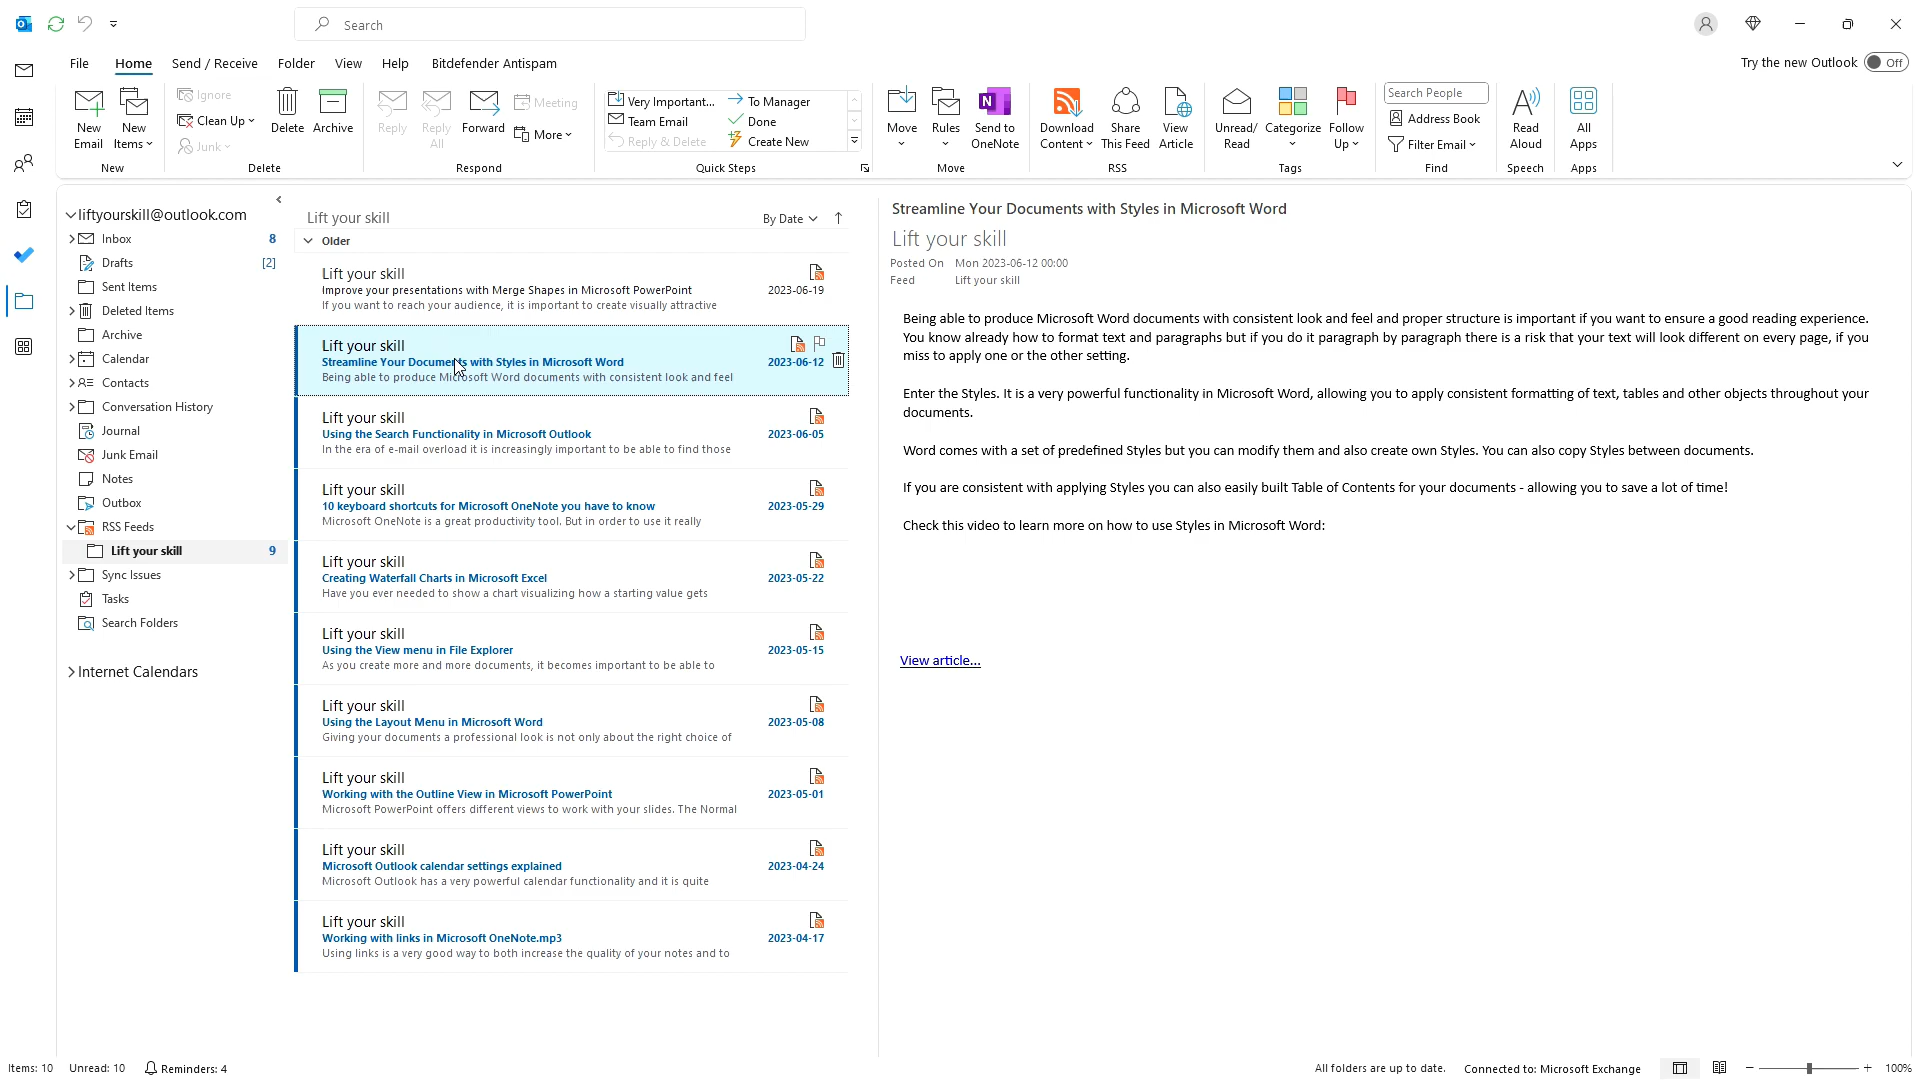 Search
File Home Send / Receive Folder View Help Bitdefender Antispam
Try the new Outlook Off
New Email
New Items
New
Ignore
Clean Up
Junk
Delete
Archive
Delete
Reply
Reply All
Forward
Meeting
More
Respond
Very Important...
Team Email
Reply & Delete
To Manager
Done
Create New
Quick Steps
Move
Rules
Send to OneNote
Move
Download Content
Share This Feed
View Article
RSS
Unread/ Read
Categorize
Follow Up
Tags
Search People
Address Book
Filter Email
Find
Read Aloud
Speech
All Apps
Apps
liftyourskill@outlook.com
Inbox 8
Drafts [2]
Sent Items
Deleted Items
Archive
Calendar
Contacts
Conversation History
Journal
Junk Email
Notes
Outbox
RSS Feeds
Lift your skill 9
Sync Issues
Tasks
Search Folders
Internet Calendars
Lift your skill By Date
Older
Lift your skill
Improve your presentations with Merge Shapes in Microsoft PowerPoint 2023-06-19
If you want to reach your audience, it is important to create visually attractive
Lift your skill
Streamline Your Documents with Styles in Microsoft Word 2023-06-12
Being able to produce Microsoft Word documents with consistent look and feel
Lift your skill
Using the Search Functionality in Microsoft Outlook 2023-06-05
In the era of e-mail overload it is increasingly important to be able to find those
Lift your skill
10 keyboard shortcuts for Microsoft OneNote you have to know 2023-05-29
Microsoft OneNote is a great productivity tool. But in order to use it really
Lift your skill
Creating Waterfall Charts in Microsoft Excel 2023-05-22
Have you ever needed to show a chart visualizing how a starting value gets
Lift your skill
Using the View menu in File Explorer 2023-05-15
As you create more and more documents, it becomes important to be able to
Lift your skill
Using the Layout Menu in Microsoft Word 2023-05-08
Giving your documents a professional look is not only about the right choice of
Lift your skill
Working with the Outline View in Microsoft PowerPoint 2023-05-01
Microsoft PowerPoint offers different views to work with your slides. The Normal
Lift your skill
Microsoft Outlook calendar settings explained 2023-04-24
Microsoft Outlook has a very powerful calendar functionality and it is quite
Lift your skill
Working with links in Microsoft OneNote.mp3 2023-04-17
Using links is a very good way to both increase the quality of your notes and to
Streamline Your Documents with Styles in Microsoft Word
Lift your skill
Posted On Mon 2023-06-12 00:00
Feed Lift your skill
Being able to produce Microsoft Word documents with consistent look and feel and proper structure is important if you want to ensure a good reading experience.
You know already how to format text and paragraphs but if you do it paragraph by paragraph there is a risk that your text will look different on every page, if you
miss to apply one or the other setting.
Enter the Styles. It is a very powerful functionality in Microsoft Word, allowing you to apply consistent formatting of text, tables and other objects throughout your
documents.
Word comes with a set of predefined Styles but you can modify them and also create own Styles. You can also copy Styles between documents.
If you are consistent with applying Styles you can also easily built Table of Contents for your documents - allowing you to save a lot of time!
Check this video to learn more on how to use Styles in Microsoft Word:
View article...
Items: 10 Unread: 10 Reminders: 4 All folders are up to date. Connected to: Microsoft Exchange 100%